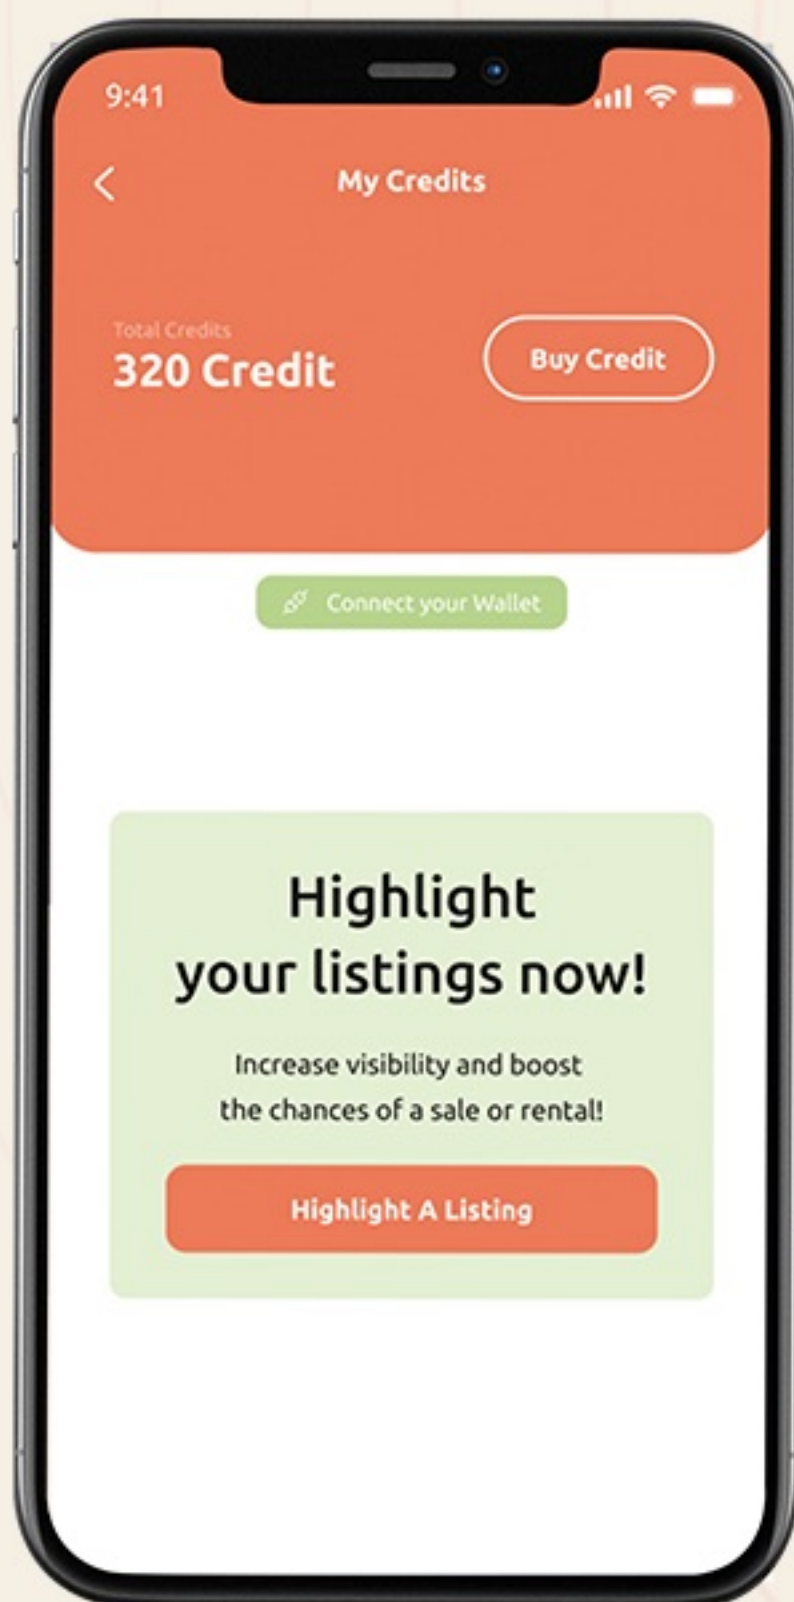 9:41
My Credits
Total Credits
320 Credit
Buy Credit
Connect your Wallet
Highlight
your listings now!
Increase visibility and boost
the chances of a sale or rental!
Highlight A Listing